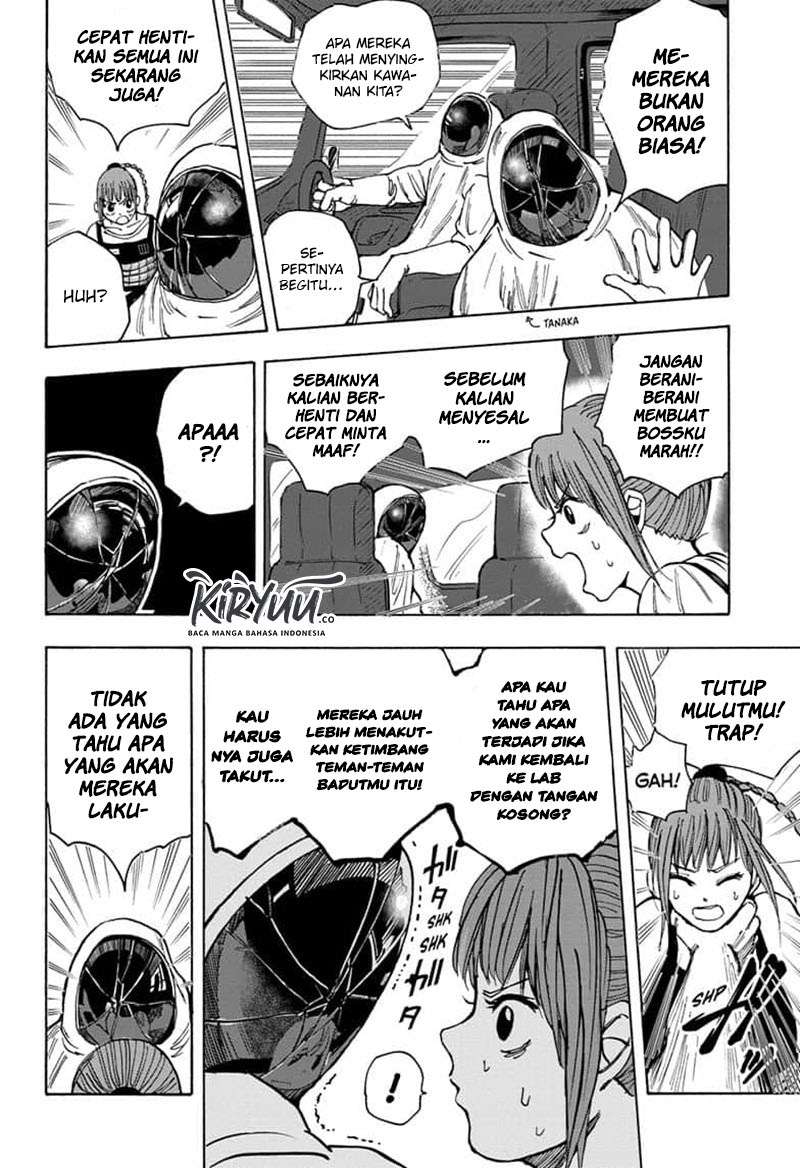 ME-
MEREKA
BUKAN
ORANG
BIASA!
APA MEREKA
TELAH MENYING-
KIRKAN KAWA-
NAN KITA?
SE-
PERTINYA
BEGITU...
TANAKA
CEPAT HENTI-
KAN SEMUA INI
SEKARANG
JUGA!
HUH?
JANGAN
BERANI-
BERANI
MEMBUAT
BOSSKU
MARAH!!
SEBELUM
KALIAN
MENYESAL
...
SEBAIKNYA
KALIAN BER-
HENTI DAN
CEPAT MINTA
MAAF!
APAAA
?!
KIRYUU.CO
BACA MANGA BAHASA INDONESIA
TUTUP
MULUTMU!
TRAP!
GAH!
SHP
APA KAU
TAHU APA
YANG AKAN
TERJADI JIKA
KAMI KEMBALI
KE LAB
DENGAN TANGAN
KOSONG?
MEREKA JAUH
LEBIH MENAKUT-
KAN KETIMBANG
TEMAN-TEMAN
BADUTMU ITU!
KAU
HARUS
NYA JUGA
TAKUT...
ガタ
SHK
SHK
ガタ
!
TIDAK
ADA YANG
TAHU APA
YANG AKAN
MEREKA
LAKU-